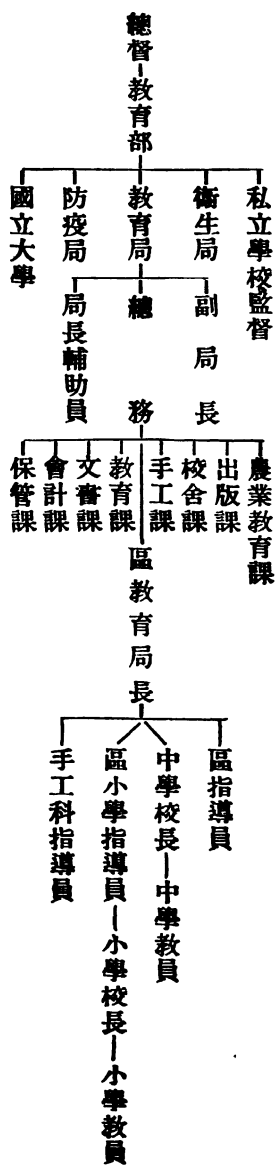 總督
教育部
私立學校監督
衛生局
教育局
防疫局
國立大學
副局長
總務
局長輔助員
農業教育課
出版課
校舍課
手工課
教育課
文書課
會計課
保管課
區教育局長
區指導員
中學校長
中學教員
區小學指導員
小學校長
小學教員
手工科指導員